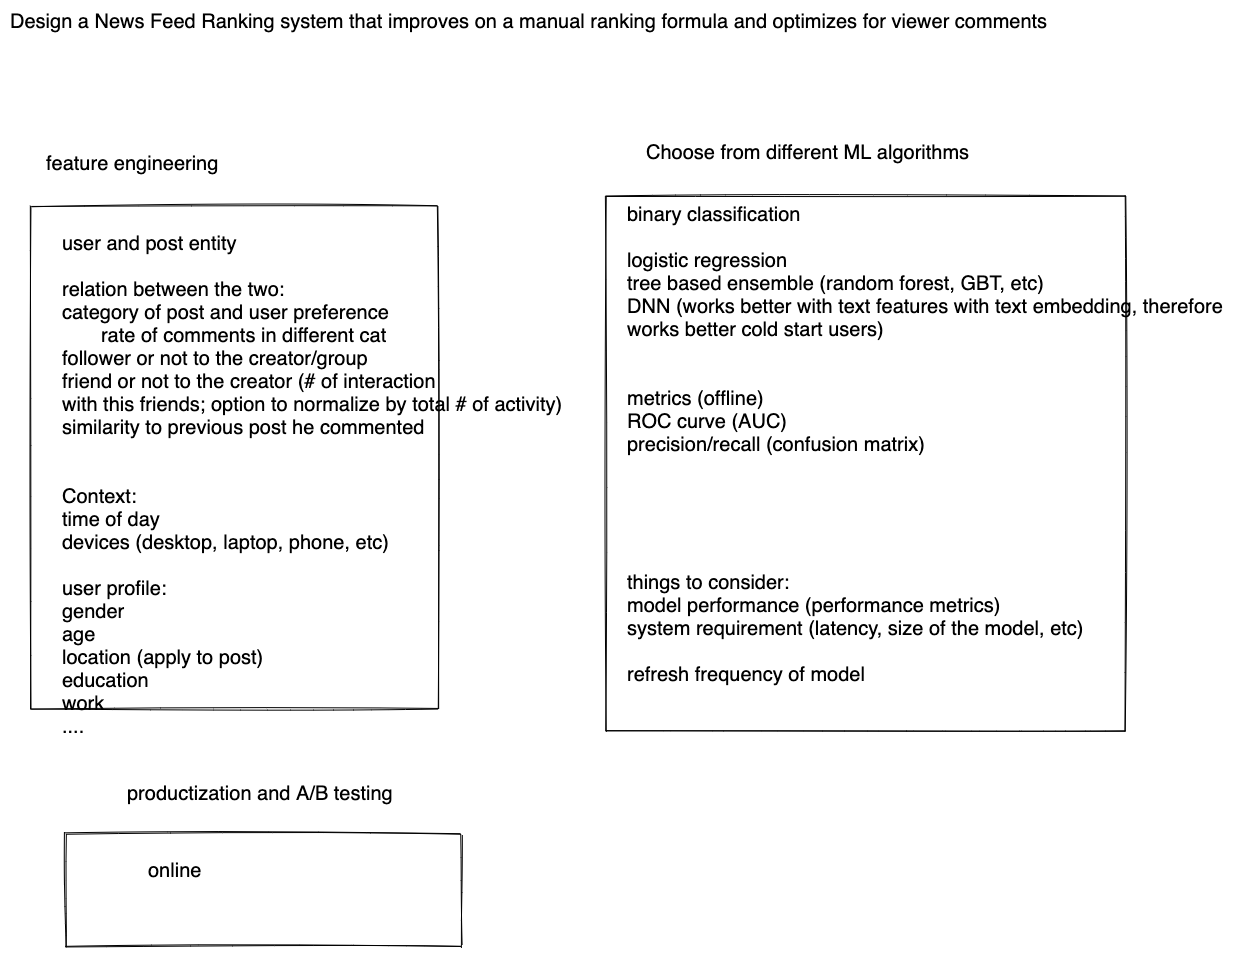 Design a News Feed Ranking system that improves on a manual ranking formula and optimizes for viewer comments
feature engineering
user and post entity
relation between the two:
category of post and user preference
rate of comments in different cat
follower or not to the creator/group
friend or not to the creator (# of interaction
with this friends; option to normalize by total # of activity)
similarity to previous post he commented
Context:
time of day
devices (desktop, laptop, phone, etc)
user profile:
gender
age
location (apply to post)
education
work
....
Choose from different ML algorithms
binary classification
logistic regression
tree based ensemble (random forest, GBT, etc)
DNN (works better with text features with text embedding, therefore
works better cold start users)
metrics (offline)
ROC curve (AUC)
precision/recall (confusion matrix)
things to consider:
model performance (performance metrics)
system requirement (latency, size of the model, etc)
refresh frequency of model
productization and A/B testing
online